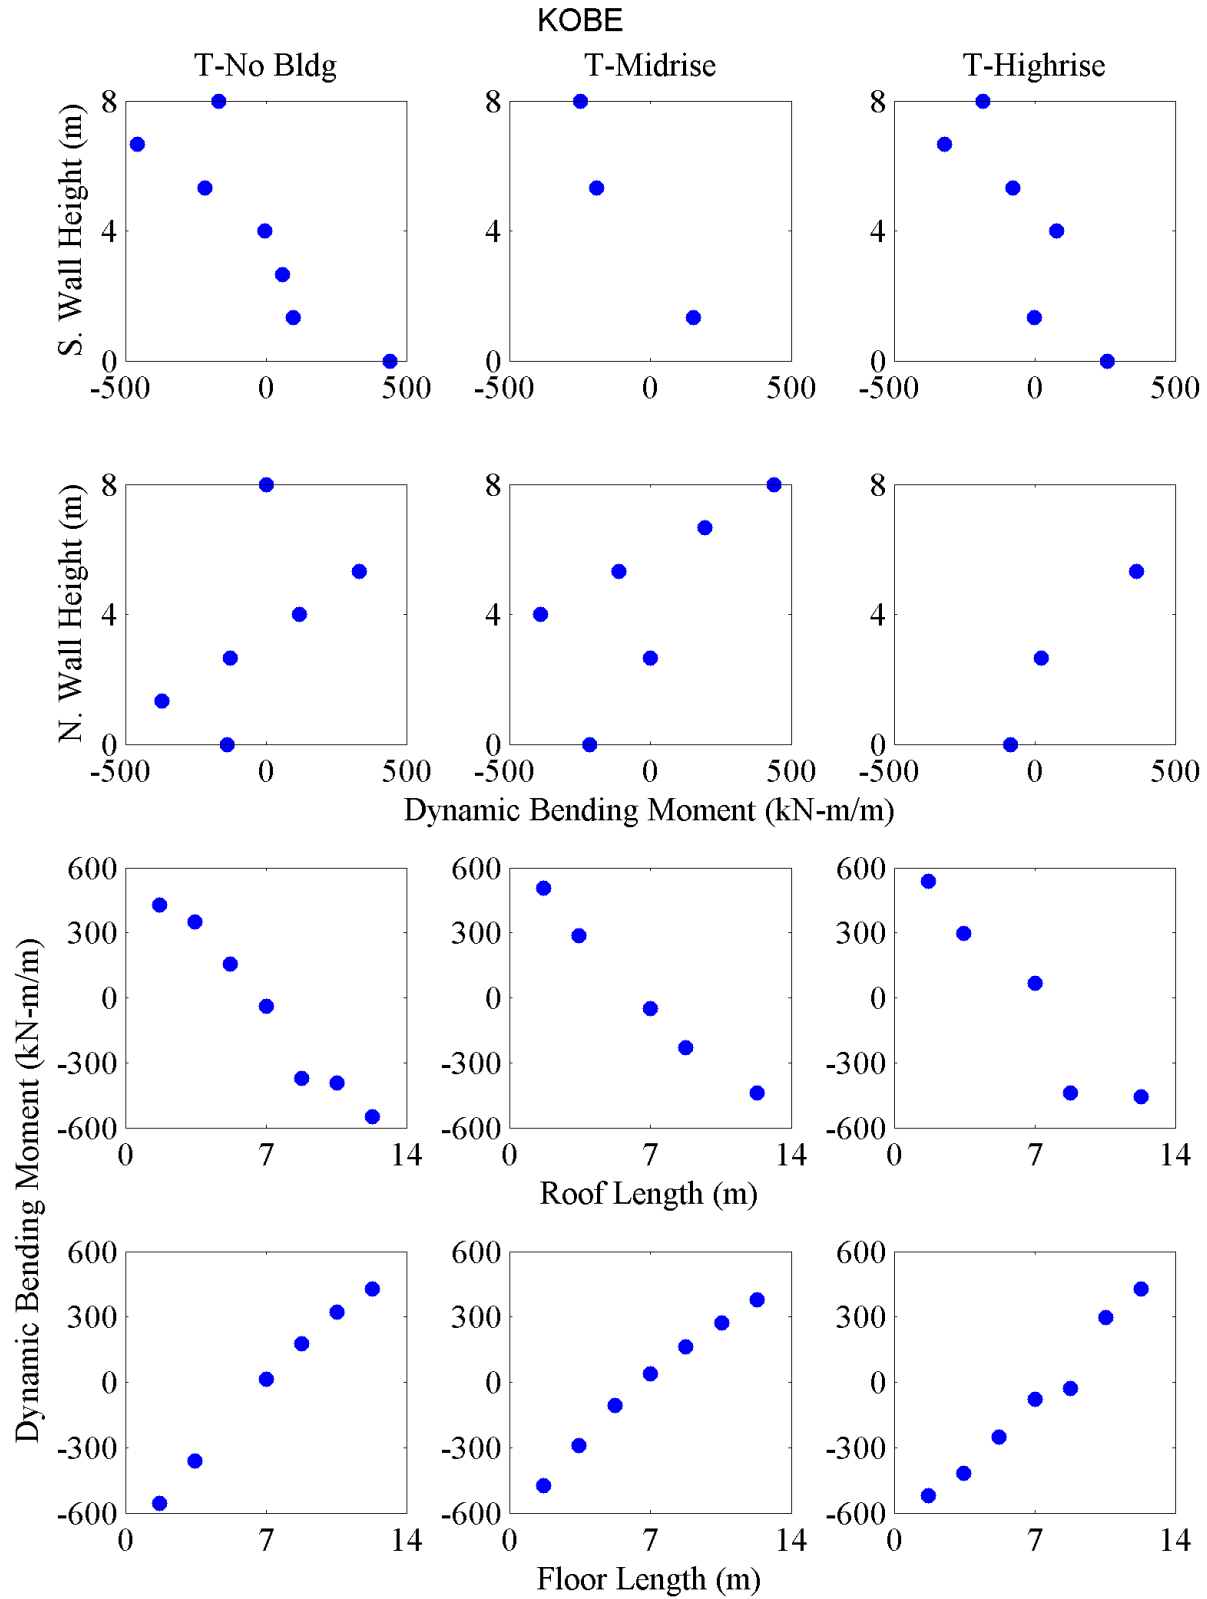 KOBE
T-No Bldg
T-Midrise
T-Highrise
S. Wall Height (m)
8
4
0
-500 0 500
8
4
0
-500 0 500
8
4
0
-500 0 500
N. Wall Height (m)
8
4
0
-500 0 500
8
4
0
-500 0 500
8
4
0
-500 0 500
Dynamic Bending Moment (kN-m/m)
Dynamic Bending Moment (kN-m/m)
600
300
0
-300
-600
0 7 14
600
300
0
-300
-600
0 7 14
600
300
0
-300
-600
0 7 14
Roof Length (m)
600
300
0
-300
-600
0 7 14
600
300
0
-300
-600
0 7 14
600
300
0
-300
-600
0 7 14
Floor Length (m)